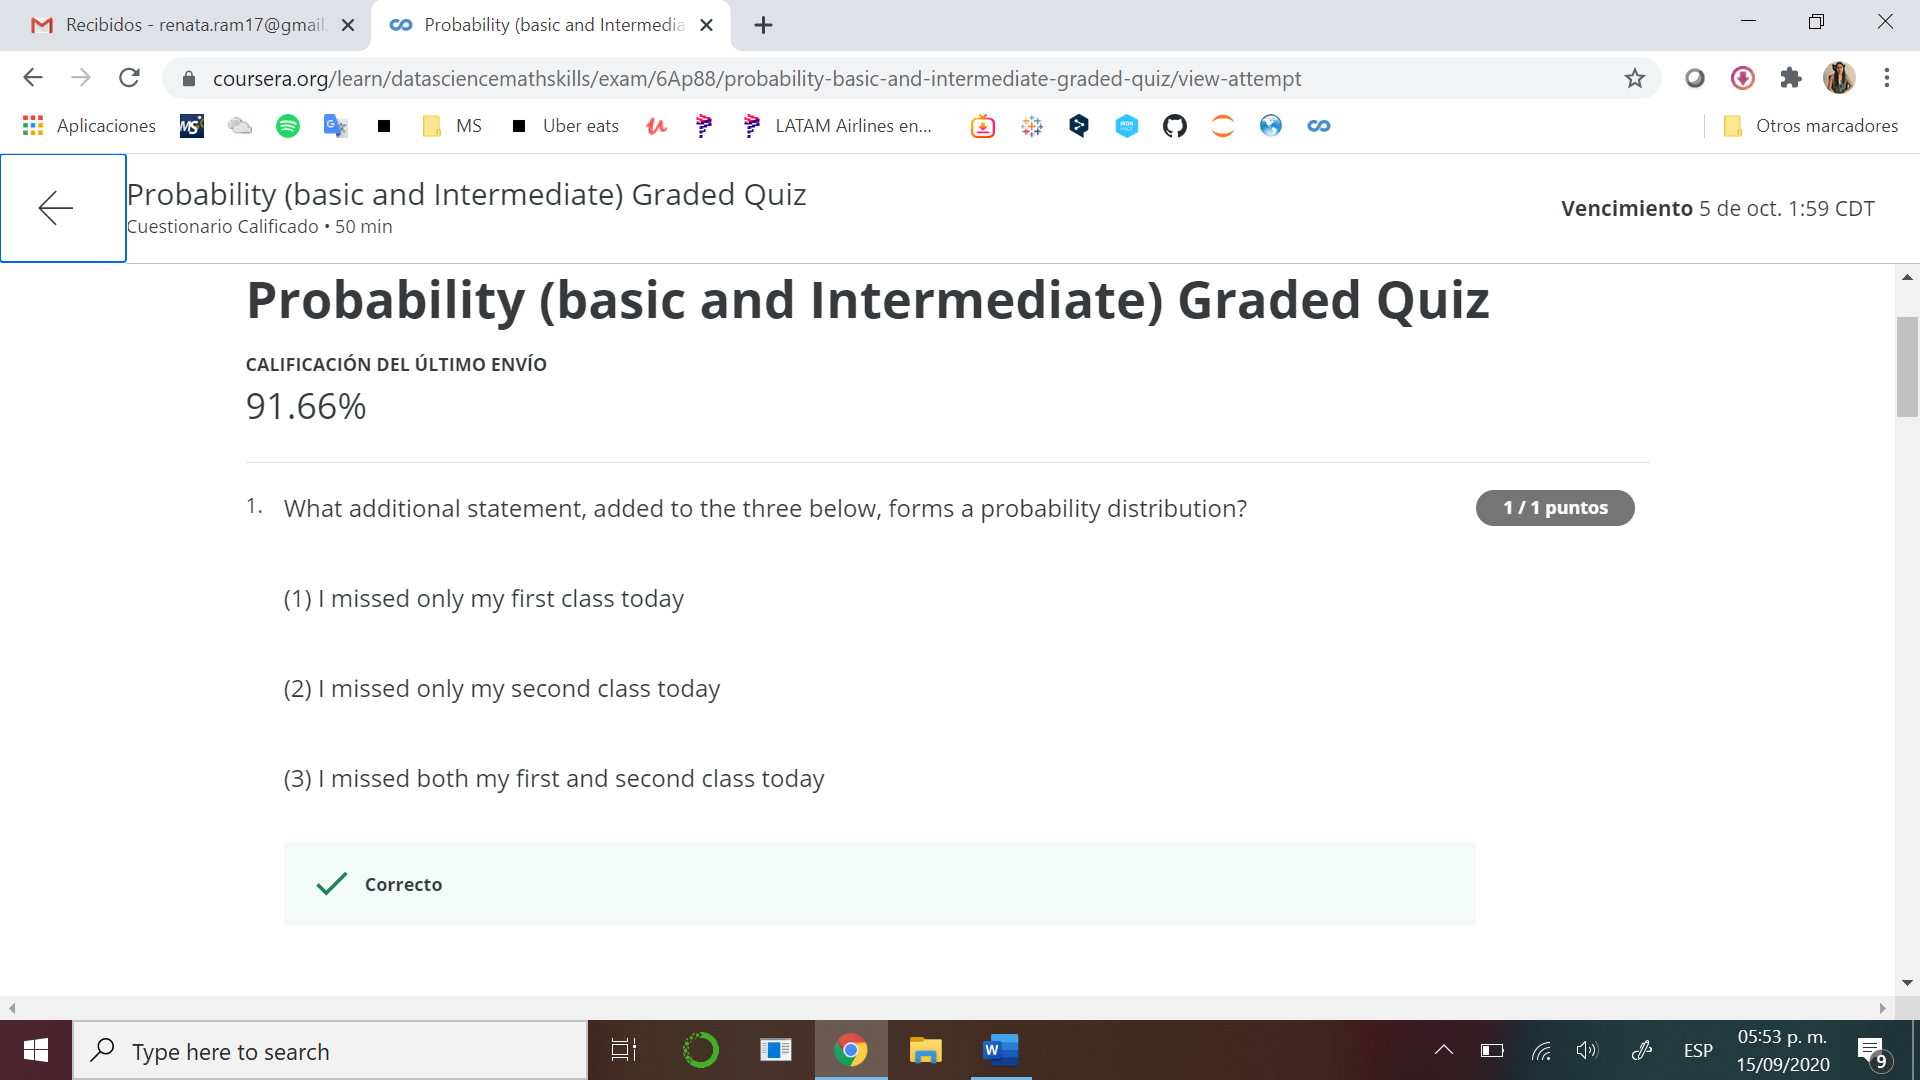 Recibidos - renata.ram17@gmail.
Probability (basic and Intermedia
coursera.org/learn/datasciencemathskills/exam/6Ap88/probability-basic-and-intermediate-graded-quiz/view-attempt
Aplicaciones
MS
MS
Uber eats
LATAM Airlines en...
Otros marcadores
Probability (basic and Intermediate) Graded Quiz
Cuestionario Calificado • 50 min
Vencimiento 5 de oct. 1:59 CDT
Probability (basic and Intermediate) Graded Quiz
CALIFICACIÓN DEL ÚLTIMO ENVÍO
91.66%
1. What additional statement, added to the three below, forms a probability distribution?
1 / 1 puntos
(1) I missed only my first class today
(2) I missed only my second class today
(3) I missed both my first and second class today
Correcto
Type here to search
W
ESP
05:53 p. m.
15/09/2020
9